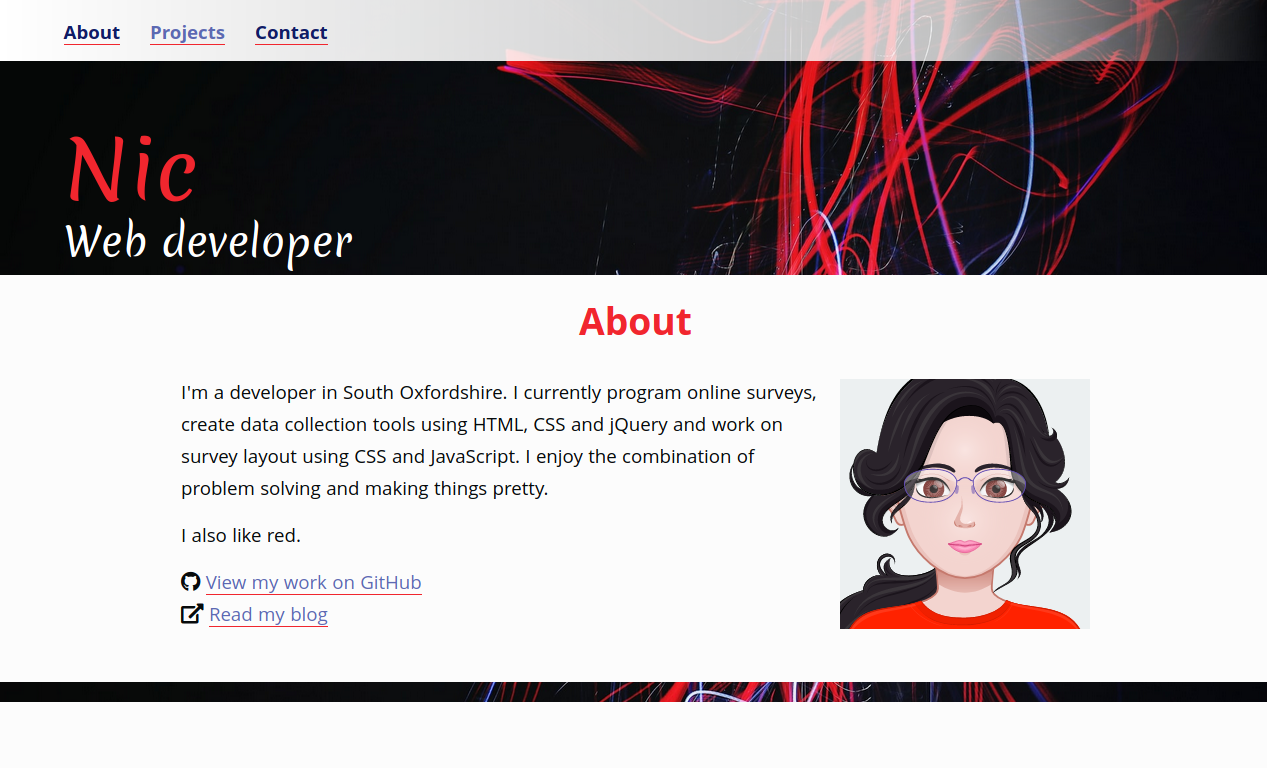 About Projects Contact
Nic
Web developer
About
I'm a developer in South Oxfordshire. I currently program online surveys,
create data collection tools using HTML, CSS and jQuery and work on
survey layout using CSS and JavaScript. I enjoy the combination of
problem solving and making things pretty.
I also like red.
View my work on GitHub
Read my blog